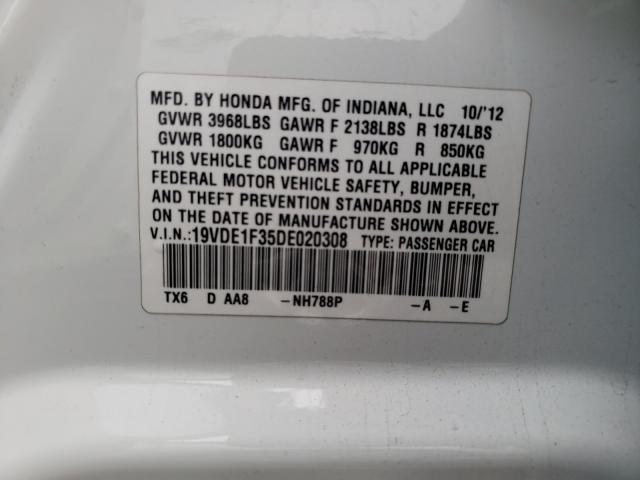 MFD. BY HONDA MFG. OF INDIANA, LLC 10/'12
GVWR 3968LBS GAWR F 2138LBS R 1874LBS
GVWR 1800KG GAWR F 970KG R 850KG
THIS VEHICLE CONFORMS TO ALL APPLICABLE
FEDERAL MOTOR VEHICLE SAFETY, BUMPER,
AND THEFT PREVENTION STANDARDS IN EFFECT
ON THE DATE OF MANUFACTURE SHOWN ABOVE.
V.I.N.:19VDE1F35DE020308 TYPE: PASSENGER CAR
TX6 D AA8 -NH788P -A -E